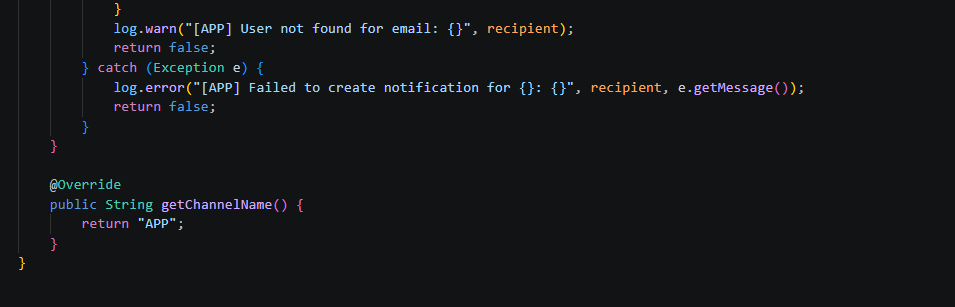 }
log.warn("[APP] User not found for email: {}", recipient);
return false;
} catch (Exception e) {
log.error("[APP] Failed to create notification for {}: {}", recipient, e.getMessage());
return false;
}
}
@Override
public String getChannelName() {
return "APP";
}
}